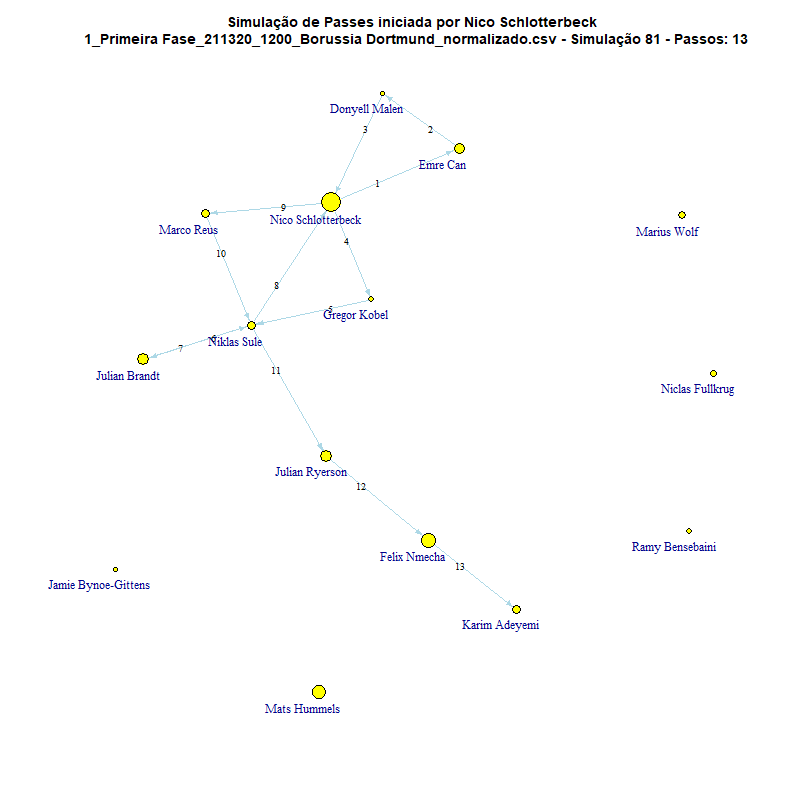 Simulação de Passes iniciada por Nico Schlotterbeck
1_Primeira Fase_211320_1200_Borussia Dortmund_normalizado.csv - Simulação 81 - Passos: 13
Donyell Malen
3
2
Emre Can
1
9
Nico Schlotterbeck
Marco Reus
Marius Wolf
4
10
8
5
Gregor Kobel
6
Niklas Sule
7
11
Julian Brandt
Niclas Fullkrug
Julian Ryerson
12
Ramy Bensebaini
Felix Nmecha
13
Jamie Bynoe-Gittens
Karim Adeyemi
Mats Hummels